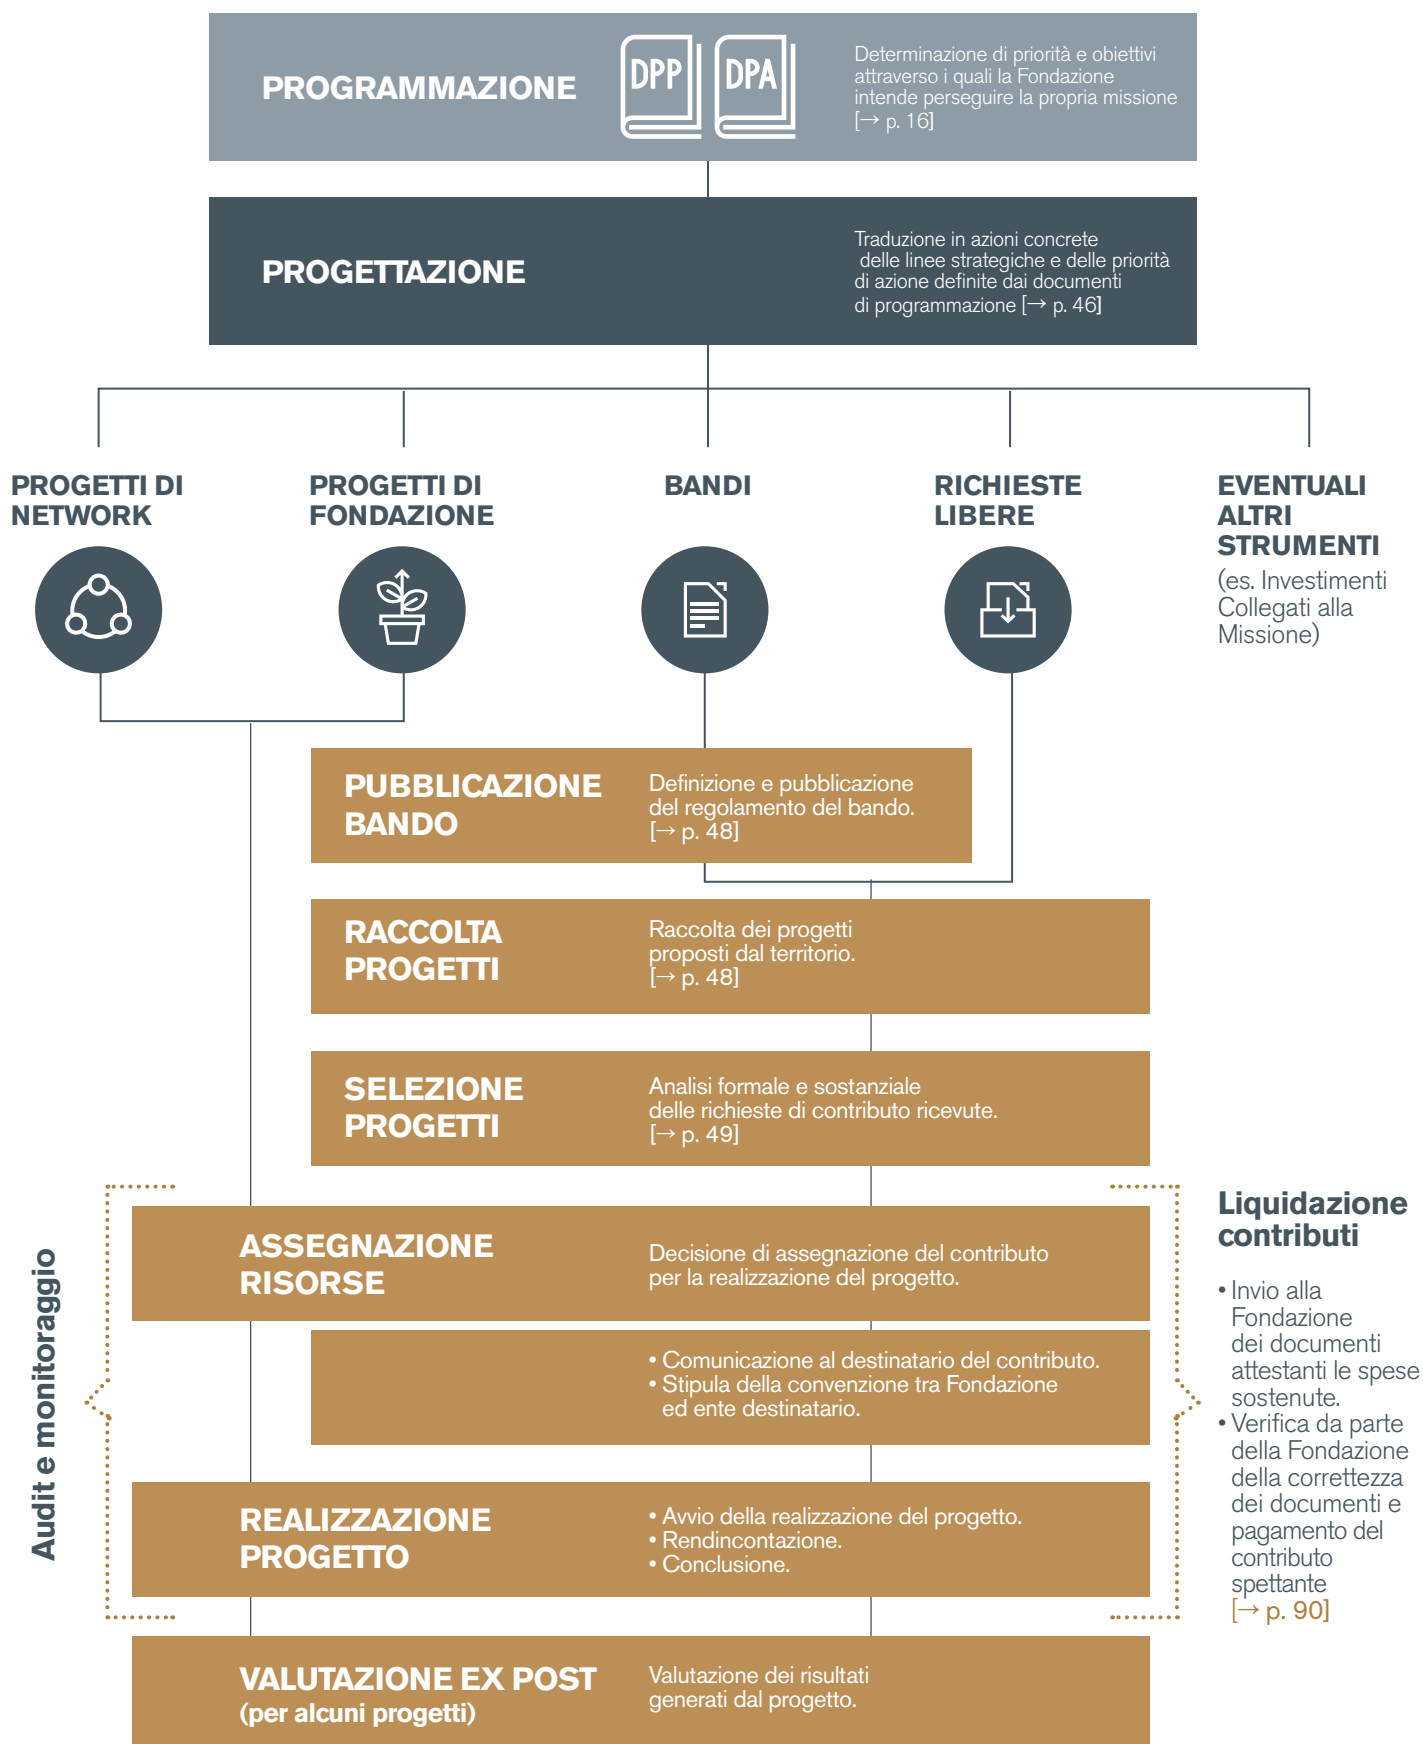 PROGRAMMAZIONE
DPP
DPA
Determinazione di priorità e obiettivi
attraverso i quali la Fondazione
intende perseguire la propria missione
[→ p. 16]
PROGETTAZIONE
Traduzione in azioni concrete
delle linee strategiche e delle priorità
di azione definite dai documenti
di programmazione [→ p. 46]
PROGETTI DI
NETWORK
PROGETTI DI
FONDAZIONE
BANDI
RICHIESTE
LIBERE
EVENTUALI
ALTRI
STRUMENTI
(es. Investimenti
Collegati alla
Missione)
PUBBLICAZIONE
BANDO
Definizione e pubblicazione
del regolamento del bando.
[→ p. 48]
RACCOLTA
PROGETTI
Raccolta dei progetti
proposti dal territorio.
[→ p. 48]
SELEZIONE
PROGETTI
Analisi formale e sostanziale
delle richieste di contributo ricevute.
[→ p. 49]
Audit e monitoraggio
ASSEGNAZIONE
RISORSE
Decisione di assegnazione del contributo
per la realizzazione del progetto.
• Comunicazione al destinatario del contributo.
• Stipula della convenzione tra Fondazione
ed ente destinatario.
REALIZZAZIONE
PROGETTO
• Avvio della realizzazione del progetto.
• Rendincontazione.
• Conclusione.
Liquidazione
contributi
• Invio alla
Fondazione
dei documenti
attestanti le spese
sostenute.
• Verifica da parte
della Fondazione
della correttezza
dei documenti e
pagamento del
contributo
spettante
[→ p. 90]
VALUTAZIONE EX POST
(per alcuni progetti)
Valutazione dei risultati
generati dal progetto.